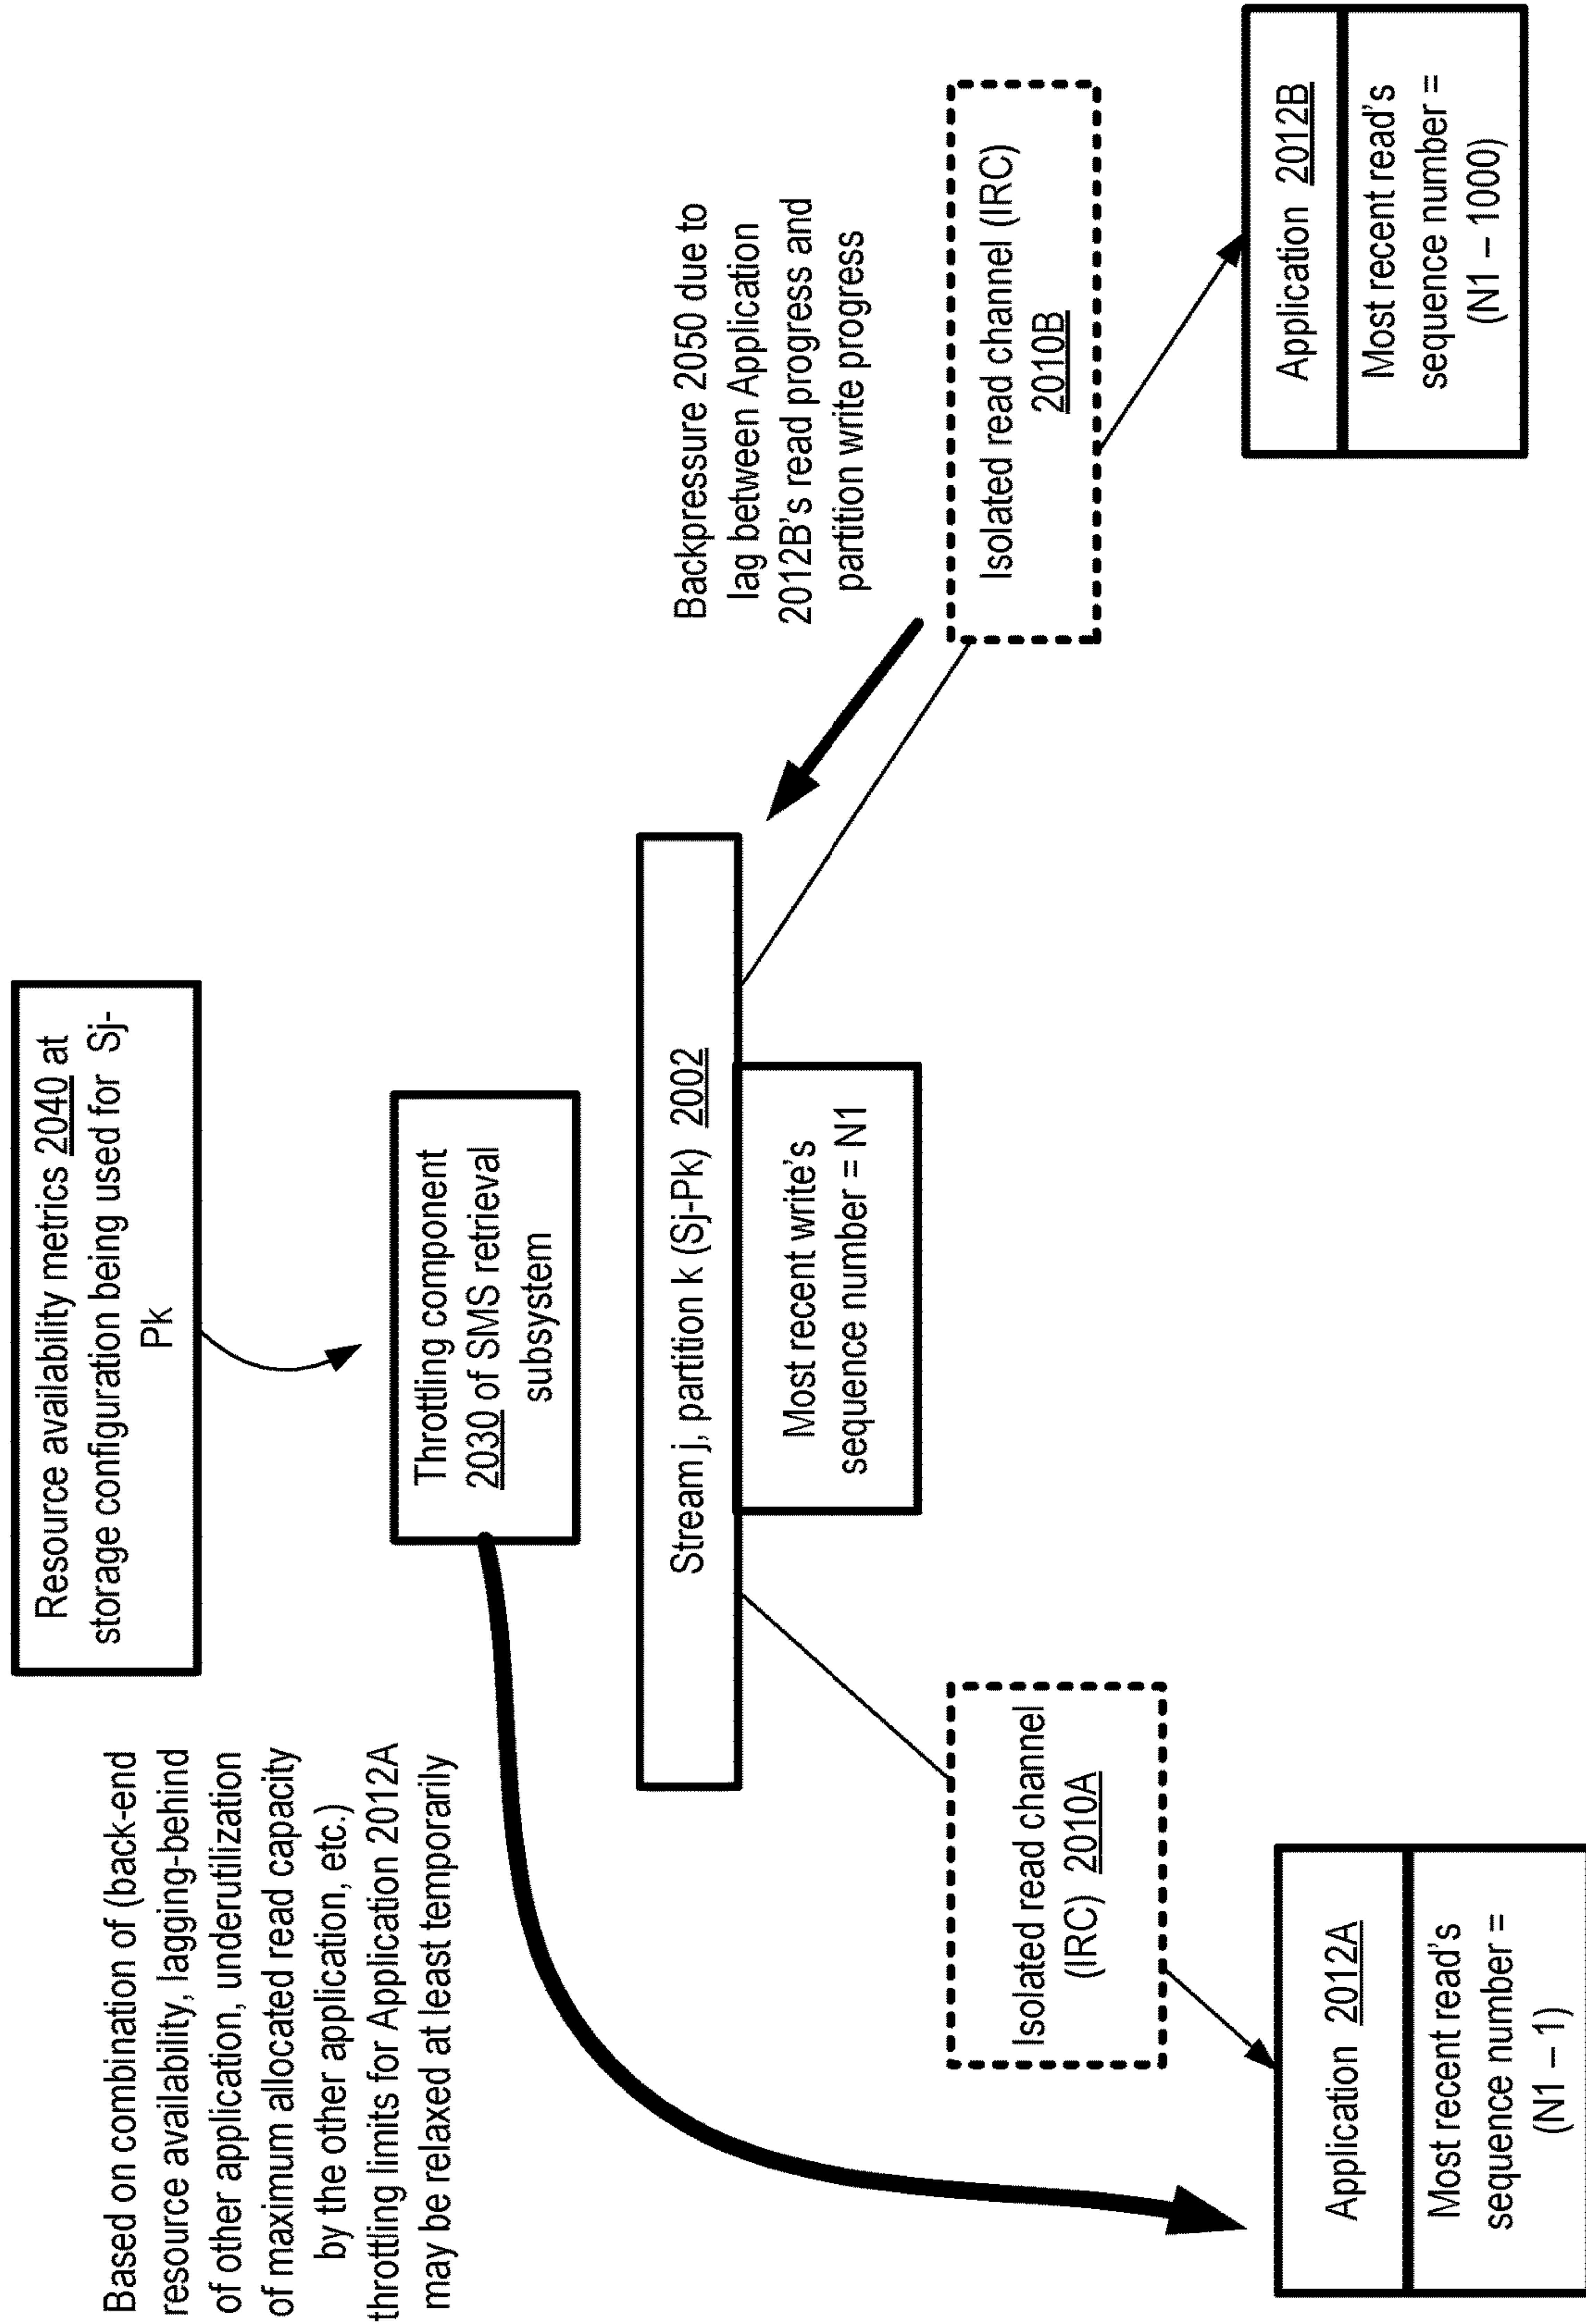 Resource availability metrics 2040 at
storage configuration being used for Sj-
Pk
Based on combination of (back-end
resource availability, lagging-behind
of other application, underutilization
of maximum allocated read capacity
by the other application, etc.)
throttling limits for Application 2012A
may be relaxed at least temporarily
Throttling component
2030 of SMS retrieval
subsystem
Stream j, partition k (Sj-Pk) 2002
Most recent write's
sequence number = N1
Backpressure 2050 due to
lag between Application
2012B's read progress and
partition write progress
Isolated read channel
(IRC) 2010A
Isolated read channel (IRC)
2010B
Application 2012A
Most recent read's
sequence number =
(N1 – 1)
Application 2012B
Most recent read's
sequence number =
(N1 – 1000)